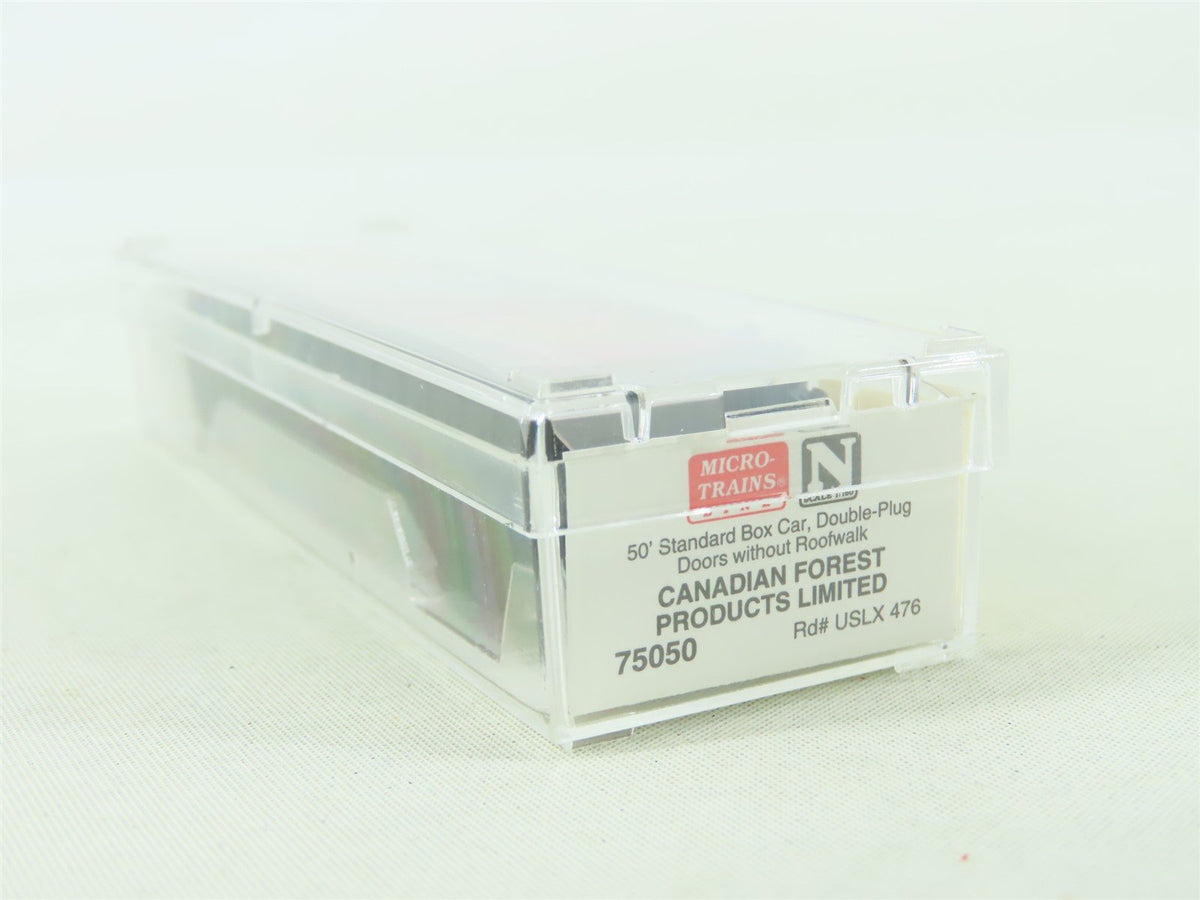 MICRO-
TRAINS®
LINE
N
SCALE 1:160
50' Standard Box Car, Double-Plug
Doors without Roofwalk
CANADIAN FOREST
PRODUCTS LIMITED
Rd# USLX 476
75050